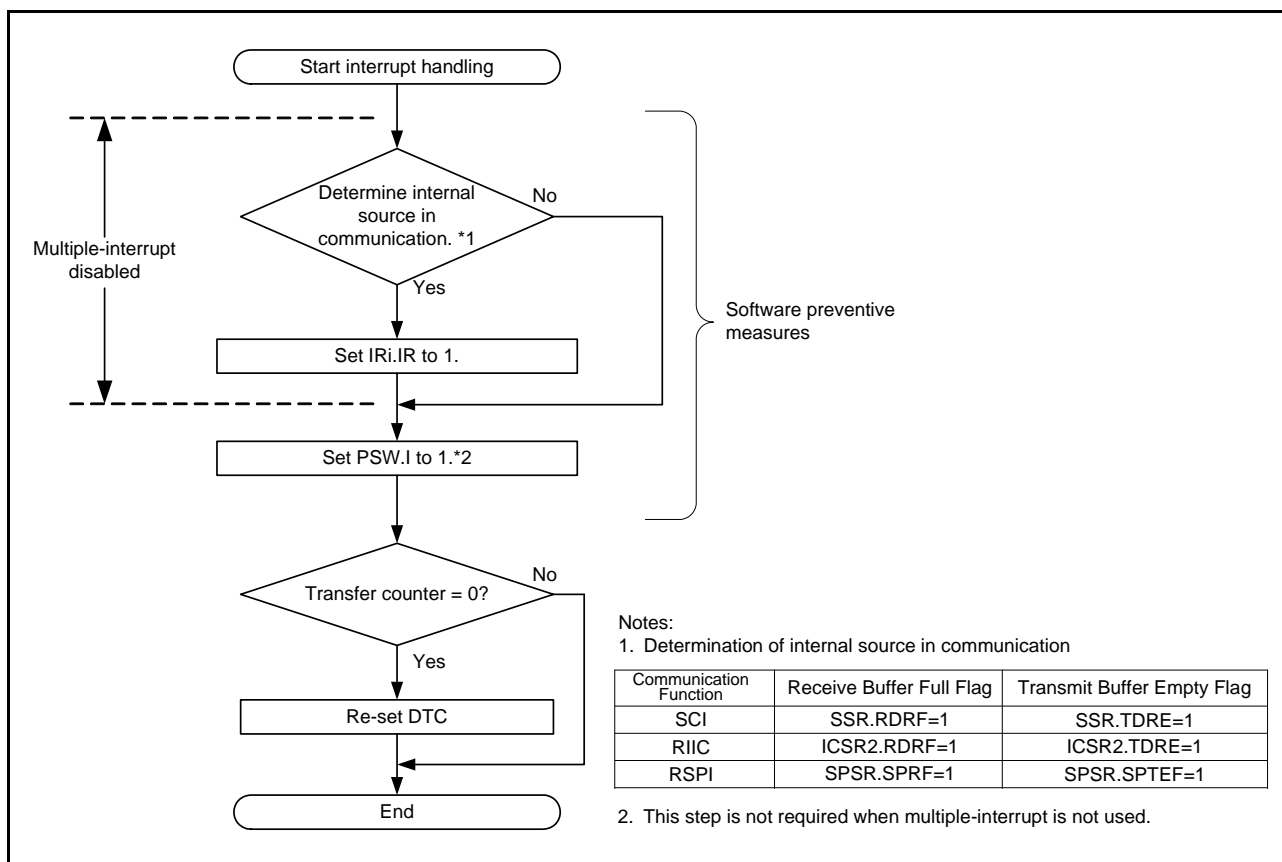 Start interrupt handling
Determine internal
source in
communication. *1
No
Yes
Multiple-interrupt
disabled
Set IRi.IR to 1.
Software preventive
measures
Set PSW.I to 1.*2
Transfer counter = 0?
No
Yes
Re-set DTC
End
Notes:
1. Determination of internal source in communication
Communication
Function
Receive Buffer Full Flag
Transmit Buffer Empty Flag
SCI
SSR.RDRF=1
SSR.TDRE=1
RIIC
ICSR2.RDRF=1
ICSR2.TDRE=1
RSPI
SPSR.SPRF=1
SPSR.SPTEF=1
2. This step is not required when multiple-interrupt is not used.